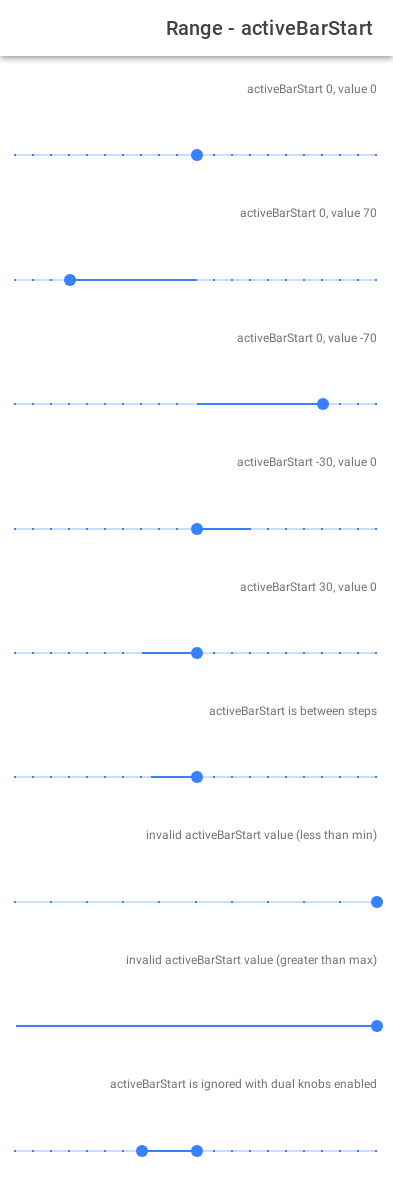 Range - activeBarStart
activeBarStart 0, value 0
activeBarStart 0, value 70
activeBarStart 0, value -70
activeBarStart -30, value 0
activeBarStart 30, value 0
activeBarStart is between steps
invalid activeBarStart value (less than min)
invalid activeBarStart value (greater than max)
activeBarStart is ignored with dual knobs enabled